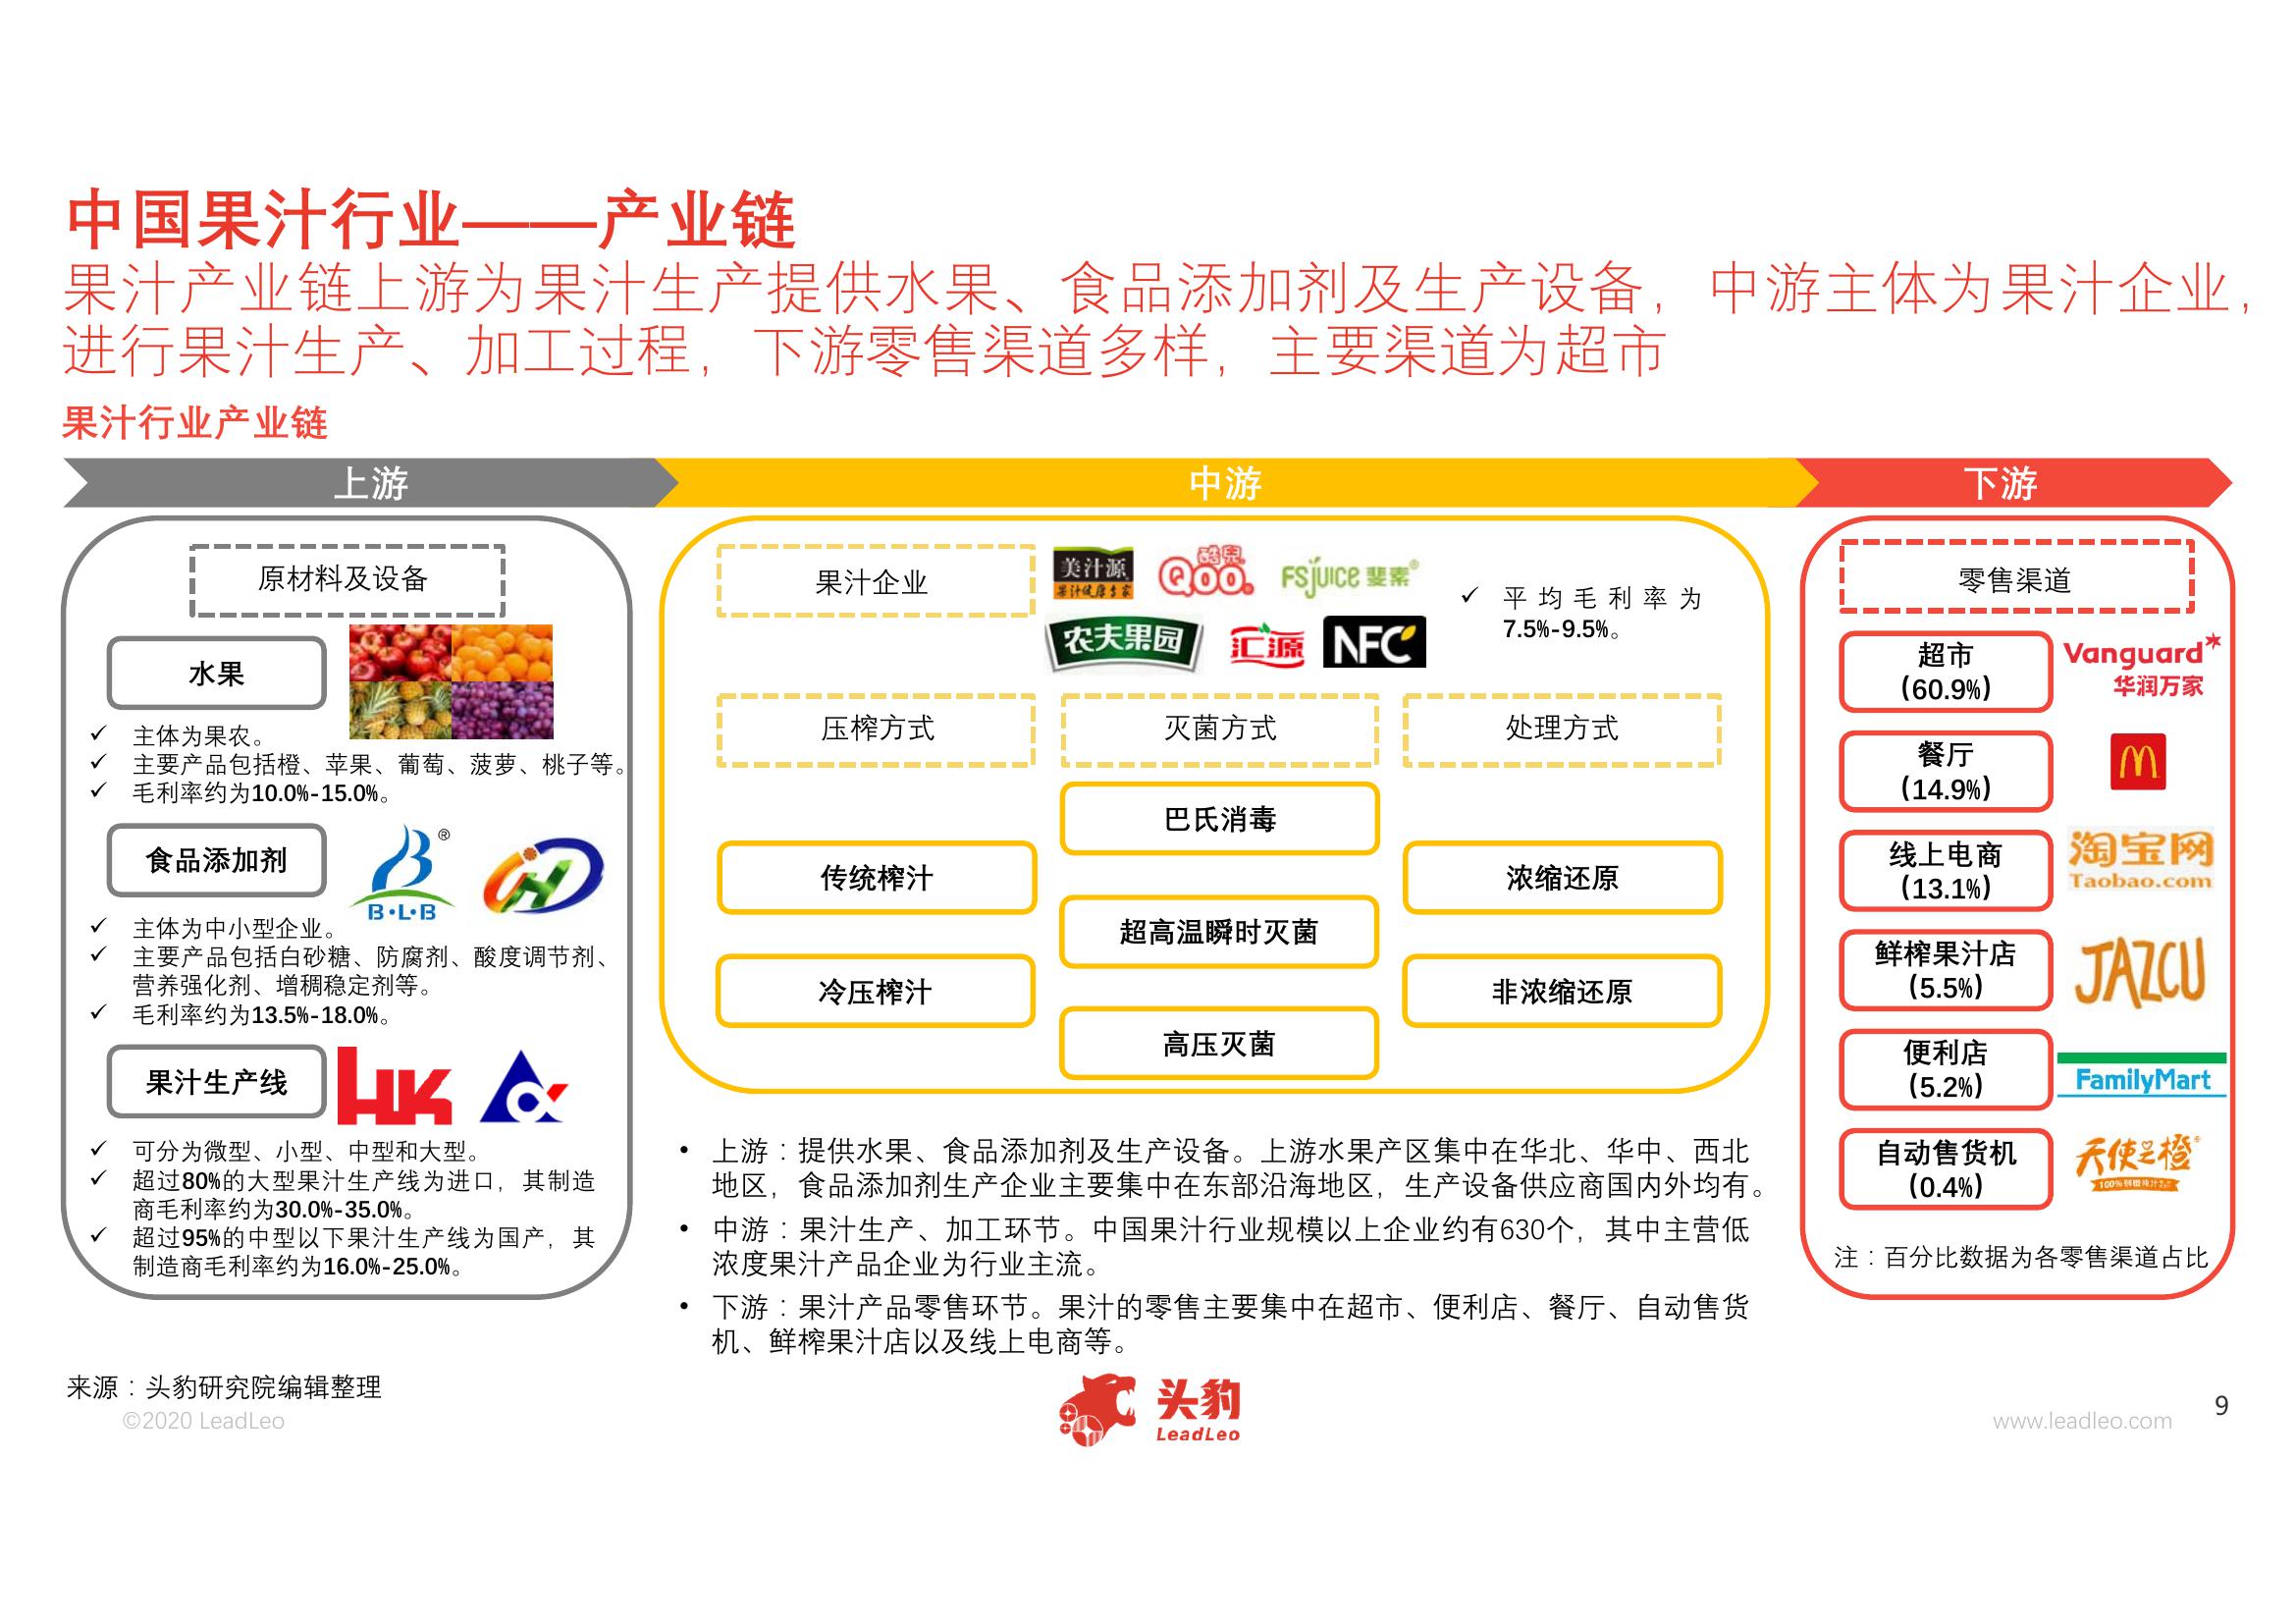 中国果汁行业——产业链
果汁产业链上游为果汁生产提供水果、食品添加剂及生产设备，中游主体为果汁企业，
进行果汁生产、加工过程，下游零售渠道多样，主要渠道为超市
果汁行业产业链
上游
中游
下游
原材料及设备
水果
✓ 主体为果农。
✓ 主要产品包括橙、苹果、葡萄、菠萝、桃子等。
✓ 毛利率约为10.0%-15.0%。
食品添加剂
®
B·L·B
✓ 主体为中小型企业。
✓ 主要产品包括白砂糖、防腐剂、酸度调节剂、
营养强化剂、增稠稳定剂等。
✓ 毛利率约为13.5%-18.0%。
果汁生产线
✓ 可分为微型、小型、中型和大型。
✓ 超过80%的大型果汁生产线为进口，其制造
商毛利率约为30.0%-35.0%。
✓ 超过95%的中型以下果汁生产线为国产，其
制造商毛利率约为16.0%-25.0%。
果汁企业
美汁源
果汁健康专家
酷儿
Qoo
FSjuice 斐素®
农夫果园
汇源
NFC
✓ 平均毛利率为
7.5%-9.5%。
压榨方式
灭菌方式
处理方式
巴氏消毒
传统榨汁
浓缩还原
超高温瞬时灭菌
冷压榨汁
非浓缩还原
高压灭菌
• 上游：提供水果、食品添加剂及生产设备。上游水果产区集中在华北、华中、西北
地区，食品添加剂生产企业主要集中在东部沿海地区，生产设备供应商国内外均有。
• 中游：果汁生产、加工环节。中国果汁行业规模以上企业约有630个，其中主营低
浓度果汁产品企业为行业主流。
• 下游：果汁产品零售环节。果汁的零售主要集中在超市、便利店、餐厅、自动售货
机、鲜榨果汁店以及线上电商等。
零售渠道
超市
(60.9%)
Vanguard
华润万家
餐厅
(14.9%)
线上电商
(13.1%)
淘宝网
Taobao.com
鲜榨果汁店
(5.5%)
JAZCU
便利店
(5.2%)
FamilyMart
自动售货机
(0.4%)
天使之橙
注：百分比数据为各零售渠道占比
来源：头豹研究院编辑整理
©2020 LeadLeo
头豹
LeadLeo
www.leadleo.com
9